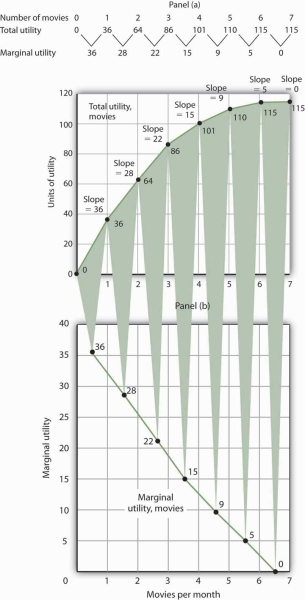 Panel (a)
Number of movies 0 1 2 3 4 5 6 7
Total utility 0 36 64 86 101 110 115 115
Marginal utility 36 28 22 15 9 5 0
Slope = 0
Slope = 5
Slope = 9
Slope = 15
Slope = 22
Slope = 28
Slope = 36
Total utility, movies
Units of utility
120
100
80
60
40
20
0
0 36 64 86 101 110 115 115
1 2 3 4 5 6 7
Panel (b)
Marginal utility
40
35
30
25
20
15
10
5
36
28
22
15
9
5
0
Marginal utility, movies
0 1 2 3 4 5 6 7
Movies per month